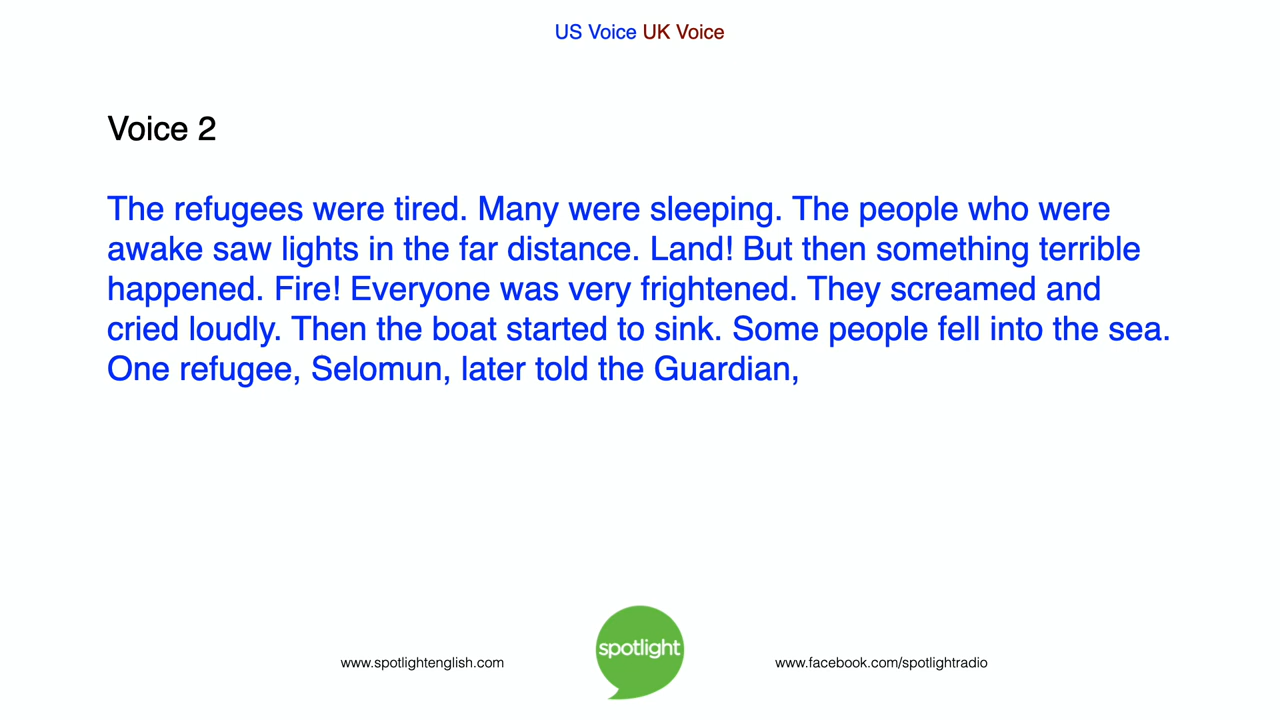 US Voice UK Voice
Voice 2
The refugees were tired. Many were sleeping. The people who were
awake saw lights in the far distance. Land! But then something terrible
happened. Fire! Everyone was very frightened. They screamed and
cried loudly. Then the boat started to sink. Some people fell into the sea.
One refugee, Selomun, later told the Guardian,
www.spotlightenglish.com
spotlight
www.facebook.com/spotlightradio